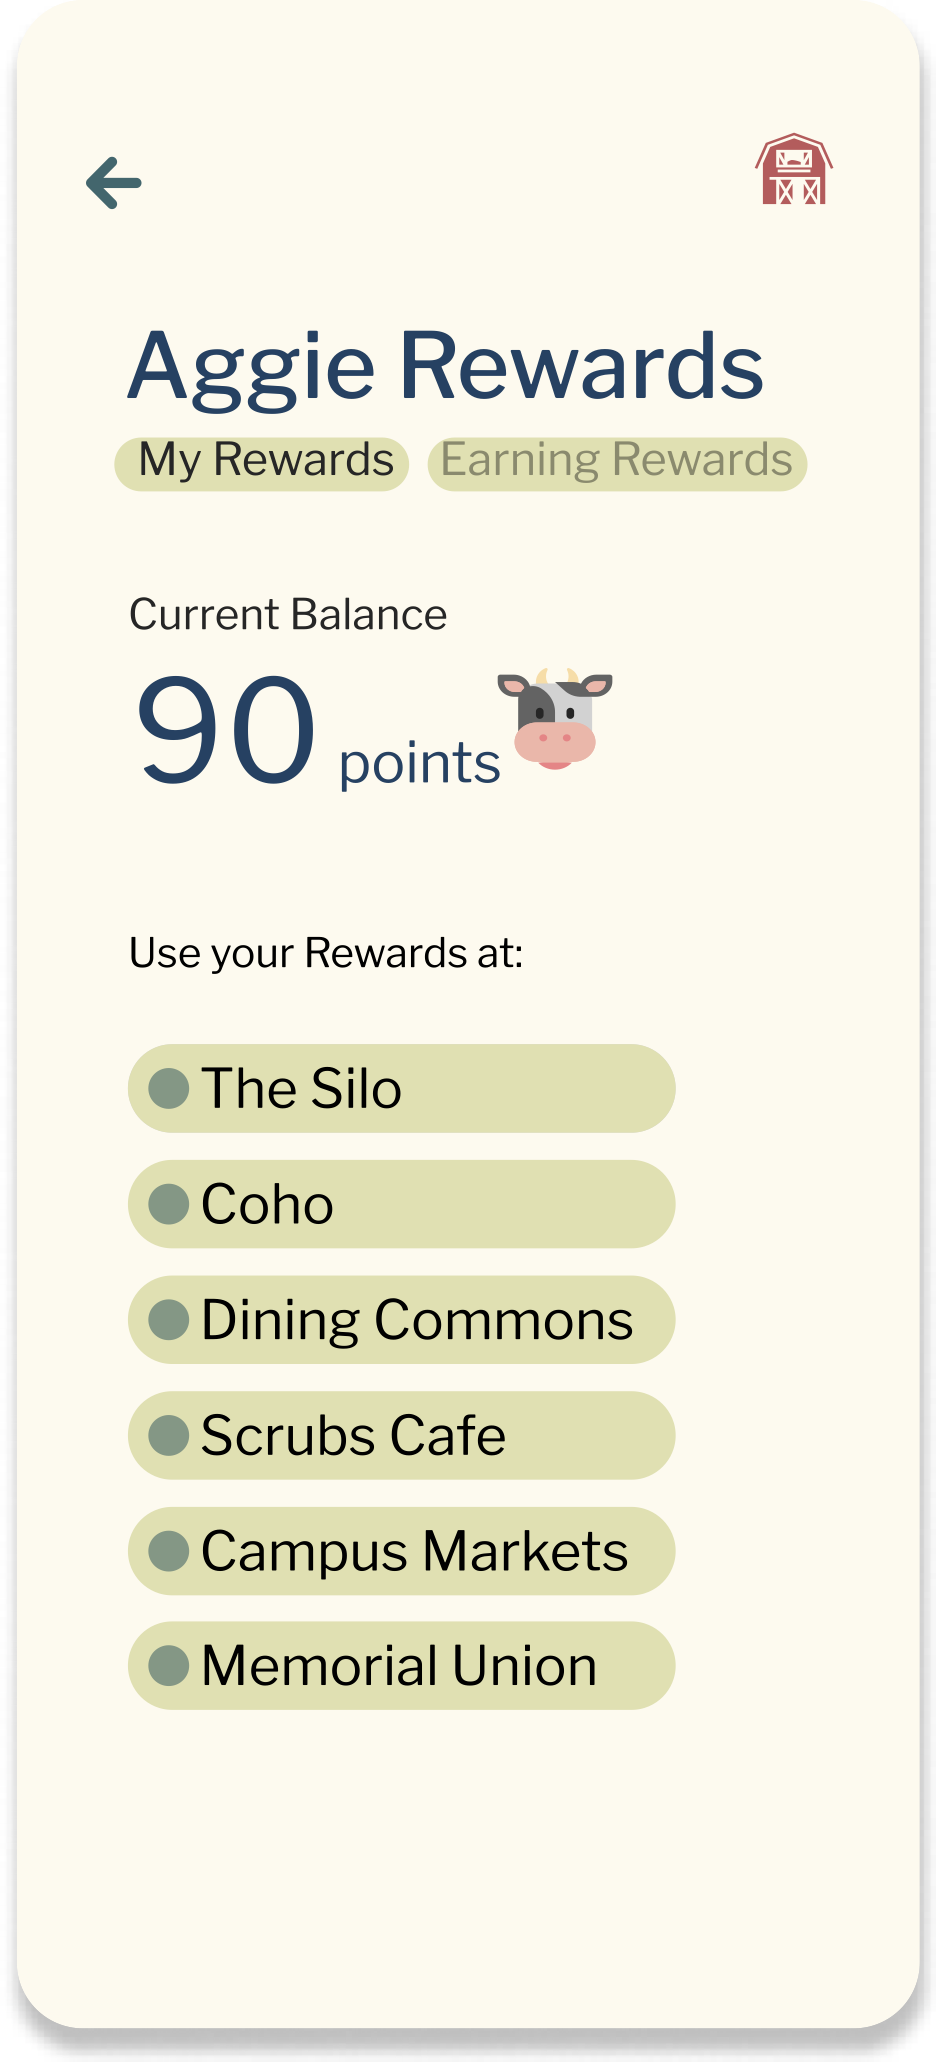 Aggie Rewards
My Rewards Earning Rewards
Current Balance
90 points
Use your Rewards at:
The Silo
Coho
Dining Commons
Scrubs Cafe
Campus Markets
Memorial Union